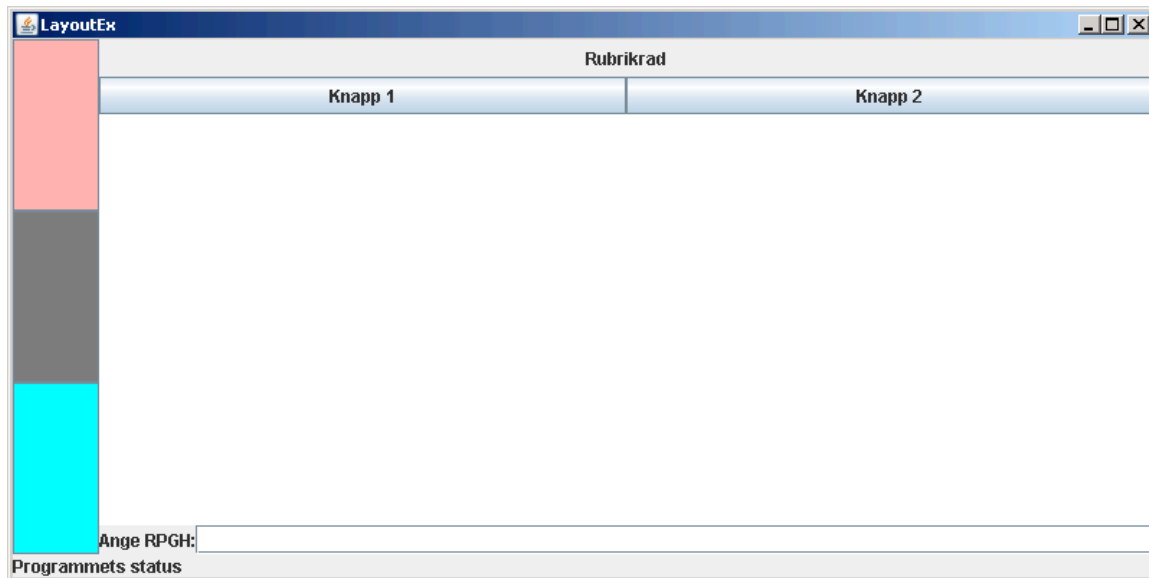 LayoutEx
Rubrikrad
Knapp 1 Knapp 2
Ange RPGH:
Programmets status